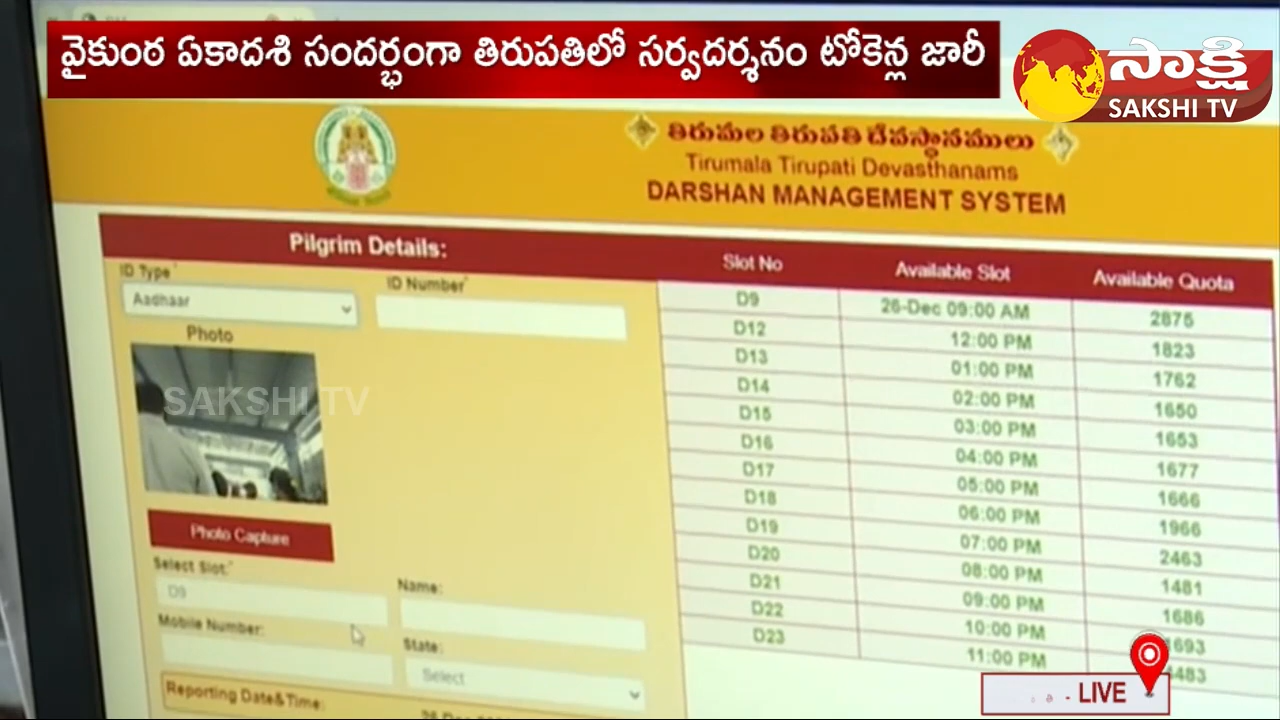 వైకుంఠ ఏకాదశి సందర్భంగా తిరుపతిలో సర్వదర్శనం టోకెన్ల జారీ
సాక్షి
SAKSHI TV
తిరుమల తిరుపతి దేవస్థానములు
Tirumala Tirupati Devasthanams
DARSHAN MANAGEMENT SYSTEM
Pilgrim Details:
ID Type*
ID Number*
Aadhaar
Photo
SAKSHI TV
Photo Capture
Select Slot:*
D9
Name:
Mobile Number:
State:
Select
Reporting Date&Time:
Slot No Available Slot Available Quota
D9 26-Dec 09:00 AM 2875
D12 12:00 PM 1823
D13 01:00 PM 1762
D14 02:00 PM 1650
D15 03:00 PM 1653
D16 04:00 PM 1677
D17 05:00 PM 1666
D18 06:00 PM 1966
D19 07:00 PM 2463
D20 08:00 PM 1481
D21 09:00 PM 1686
D22 10:00 PM 1693
D23 11:00 PM
- LIVE